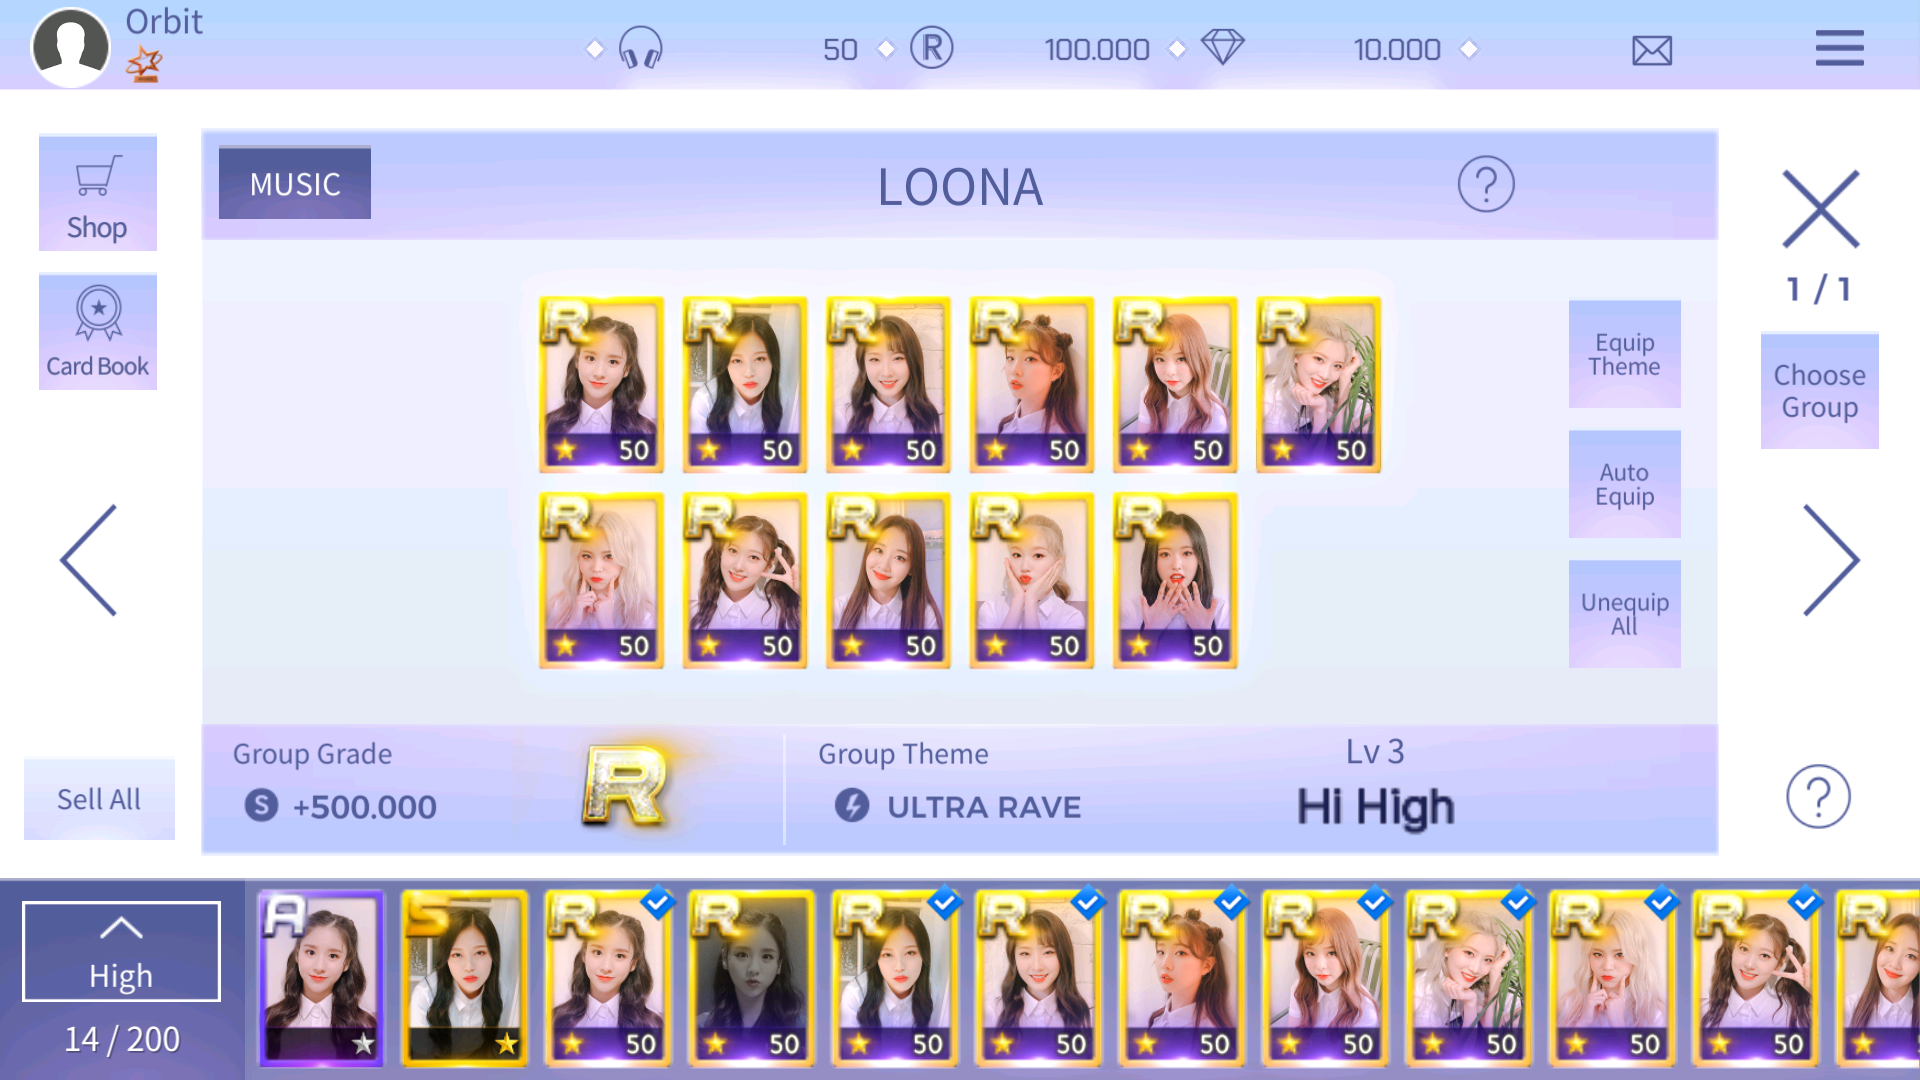 Orbit
50
R
100.000
10.000
Shop
Card Book
MUSIC
LOONA
?
1 / 1
Choose
Group
R R R R R R
50 50 50 50 50 50
R R R R R
50 50 50 50 50
Equip
Theme
Auto
Equip
Unequip
All
Sell All
Group Grade
S +500.000
R
Group Theme
ULTRA RAVE
Lv 3
Hi High
?
High
14 / 200
A S R R R R R R R R R R
50 50 50 50 50 50 50 50 50